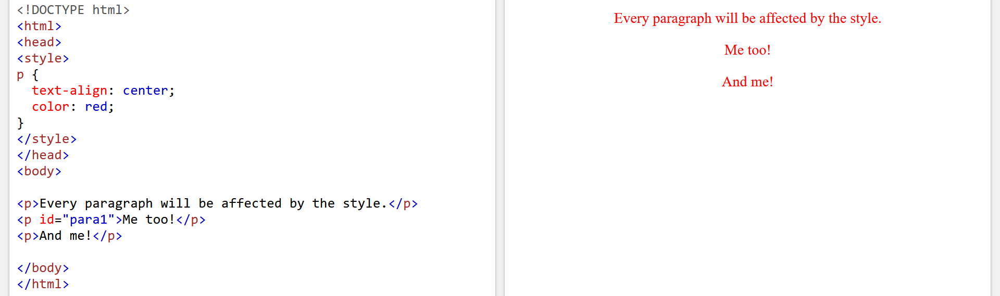 <!DOCTYPE html>
<html>
<head>
<style>
p {
  text-align: center;
  color: red;
}
</style>
</head>
<body>

<p>Every paragraph will be affected by the style.</p>
<p id="para1">Me too!</p>
<p>And me!</p>

</body>
</html>
Every paragraph will be affected by the style.
Me too!
And me!